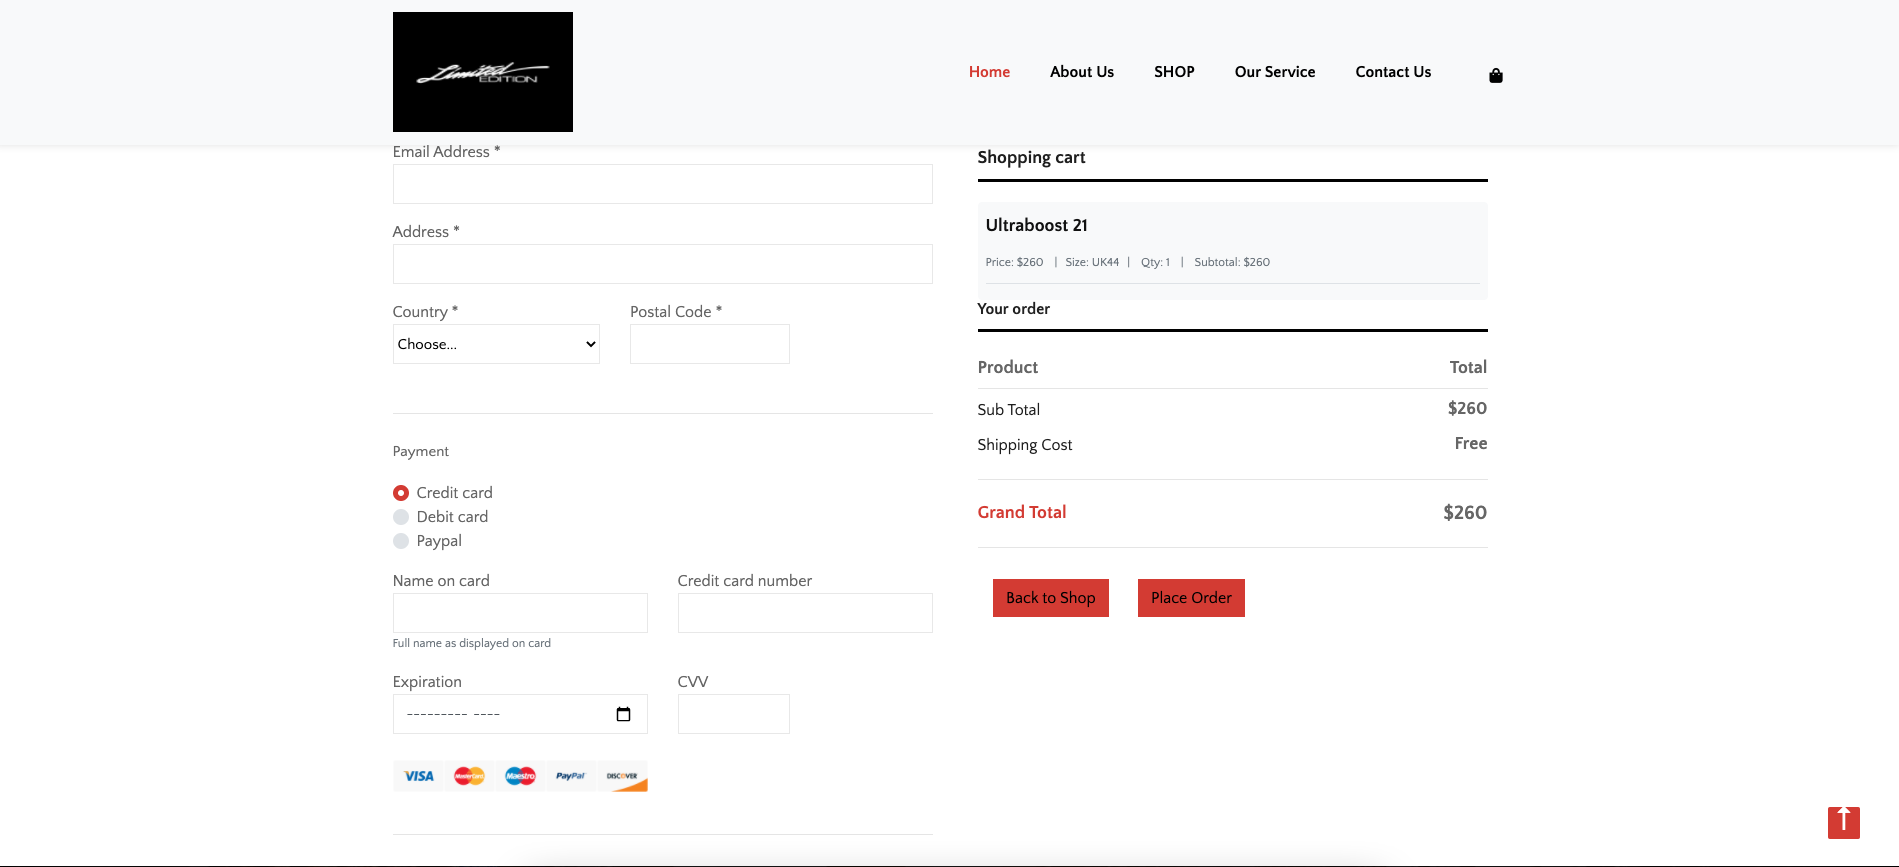 Limited
EDITION
Home About Us SHOP Our Service Contact Us
Email Address *
Address *
Country * Postal Code *
Choose...
Payment
Credit card
Debit card
Paypal
Name on card Credit card number
Full name as displayed on card
Expiration CVV
--------- ----
VISA MasterCard Maestro PayPal DISCOVER
Shopping cart
Ultraboost 21
Price: $260 | Size: UK44 | Qty: 1 | Subtotal: $260
Your order
Product Total
Sub Total $260
Shipping Cost Free
Grand Total $260
Back to Shop Place Order